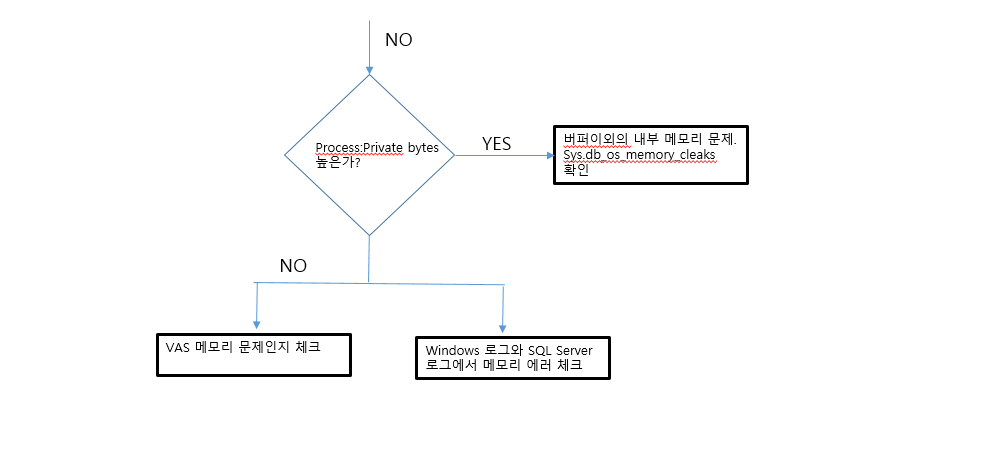 NO
Process:Private bytes
높은가?
YES
버퍼이외의 내부 메모리 문제.
Sys.db_os_memory_cleaks
확인
NO
VAS 메모리 문제인지 체크
Windows 로그와 SQL Server
로그에서 메모리 에러 체크